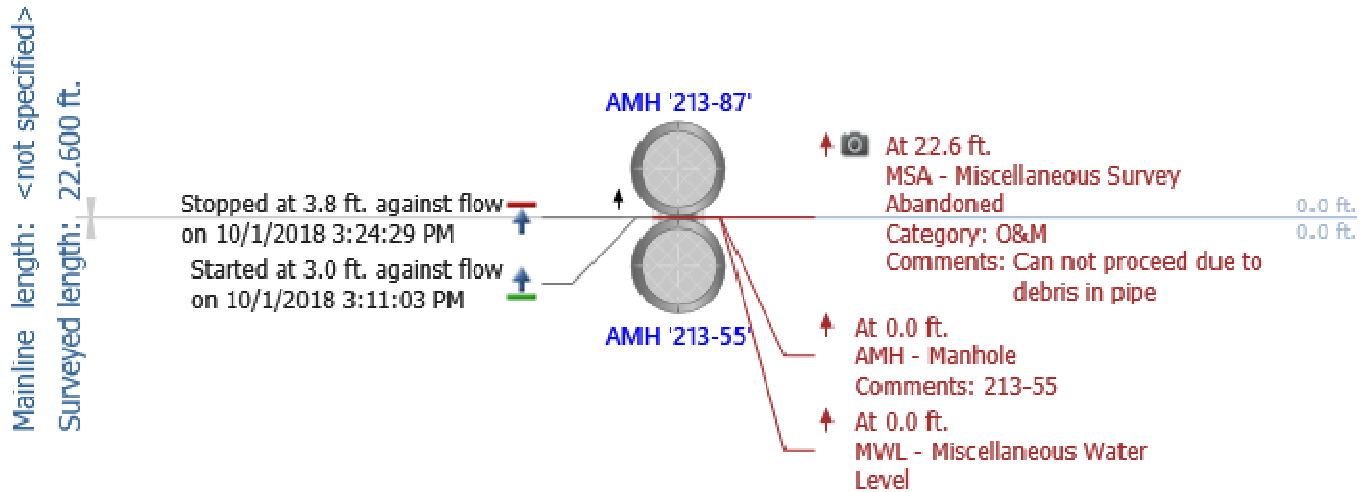 Mainline length: <not specified>
Surveyed length: 22.600 ft.
AMH '213-87'
Stopped at 3.8 ft. against flow
on 10/1/2018 3:24:29 PM
Started at 3.0 ft. against flow
on 10/1/2018 3:11:03 PM
AMH '213-55'
At 22.6 ft.
MSA - Miscellaneous Survey
Abandoned
Category: O&M
Comments: Can not proceed due to
debris in pipe
0.0 ft.
0.0 ft.
At 0.0 ft.
AMH - Manhole
Comments: 213-55
At 0.0 ft.
MWL - Miscellaneous Water
Level